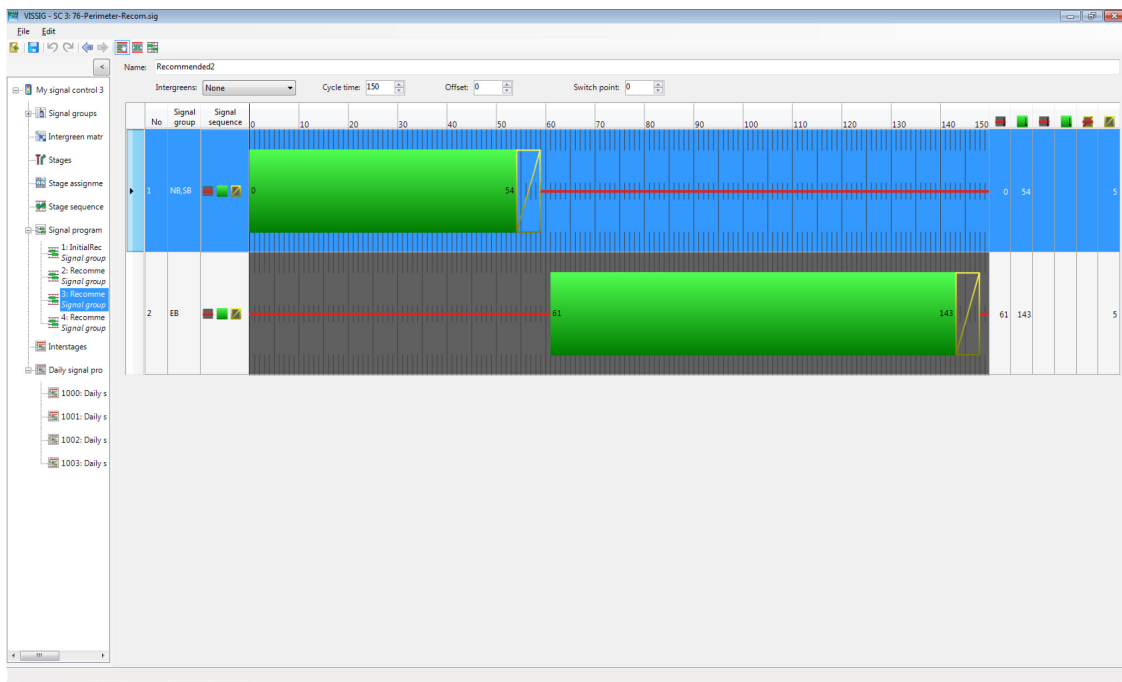 VISSIG - SC 3: 76-Perimeter-Recom.sig
File Edit
<
Name: Recommended2
Intergreens: None Cycle time: 150 Offset: 0 Switch point: 0
My signal control 3
Signal groups
Intergreen matr
Stages
Stage assignme
Stage sequence
Signal program
1: InitialRec
Signal group
2: Recomme
Signal group
3: Recomme
Signal group
4: Recomme
Signal group
Interstages
Daily signal pro
1000: Daily s
1001: Daily s
1002: Daily s
1003: Daily s
No Signal group Signal sequence 0 10 20 30 40 50 60 70 80 90 100 110 120 130 140 150
1 NB,SB 0 54 0 54 5
2 EB 61 143 61 143 5